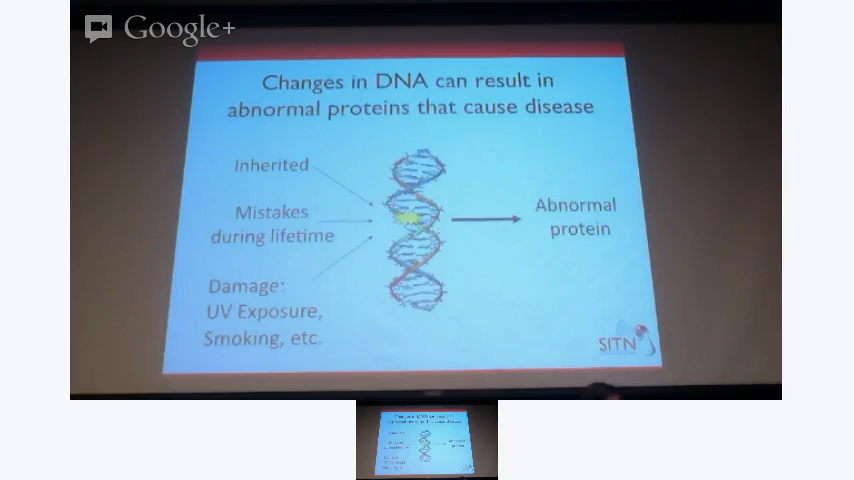 Google+
Changes in DNA can result in
abnormal proteins that cause disease
Inherited
Mistakes
during lifetime
Damage:
UV Exposure,
Smoking, etc.
Abnormal
protein
SITN